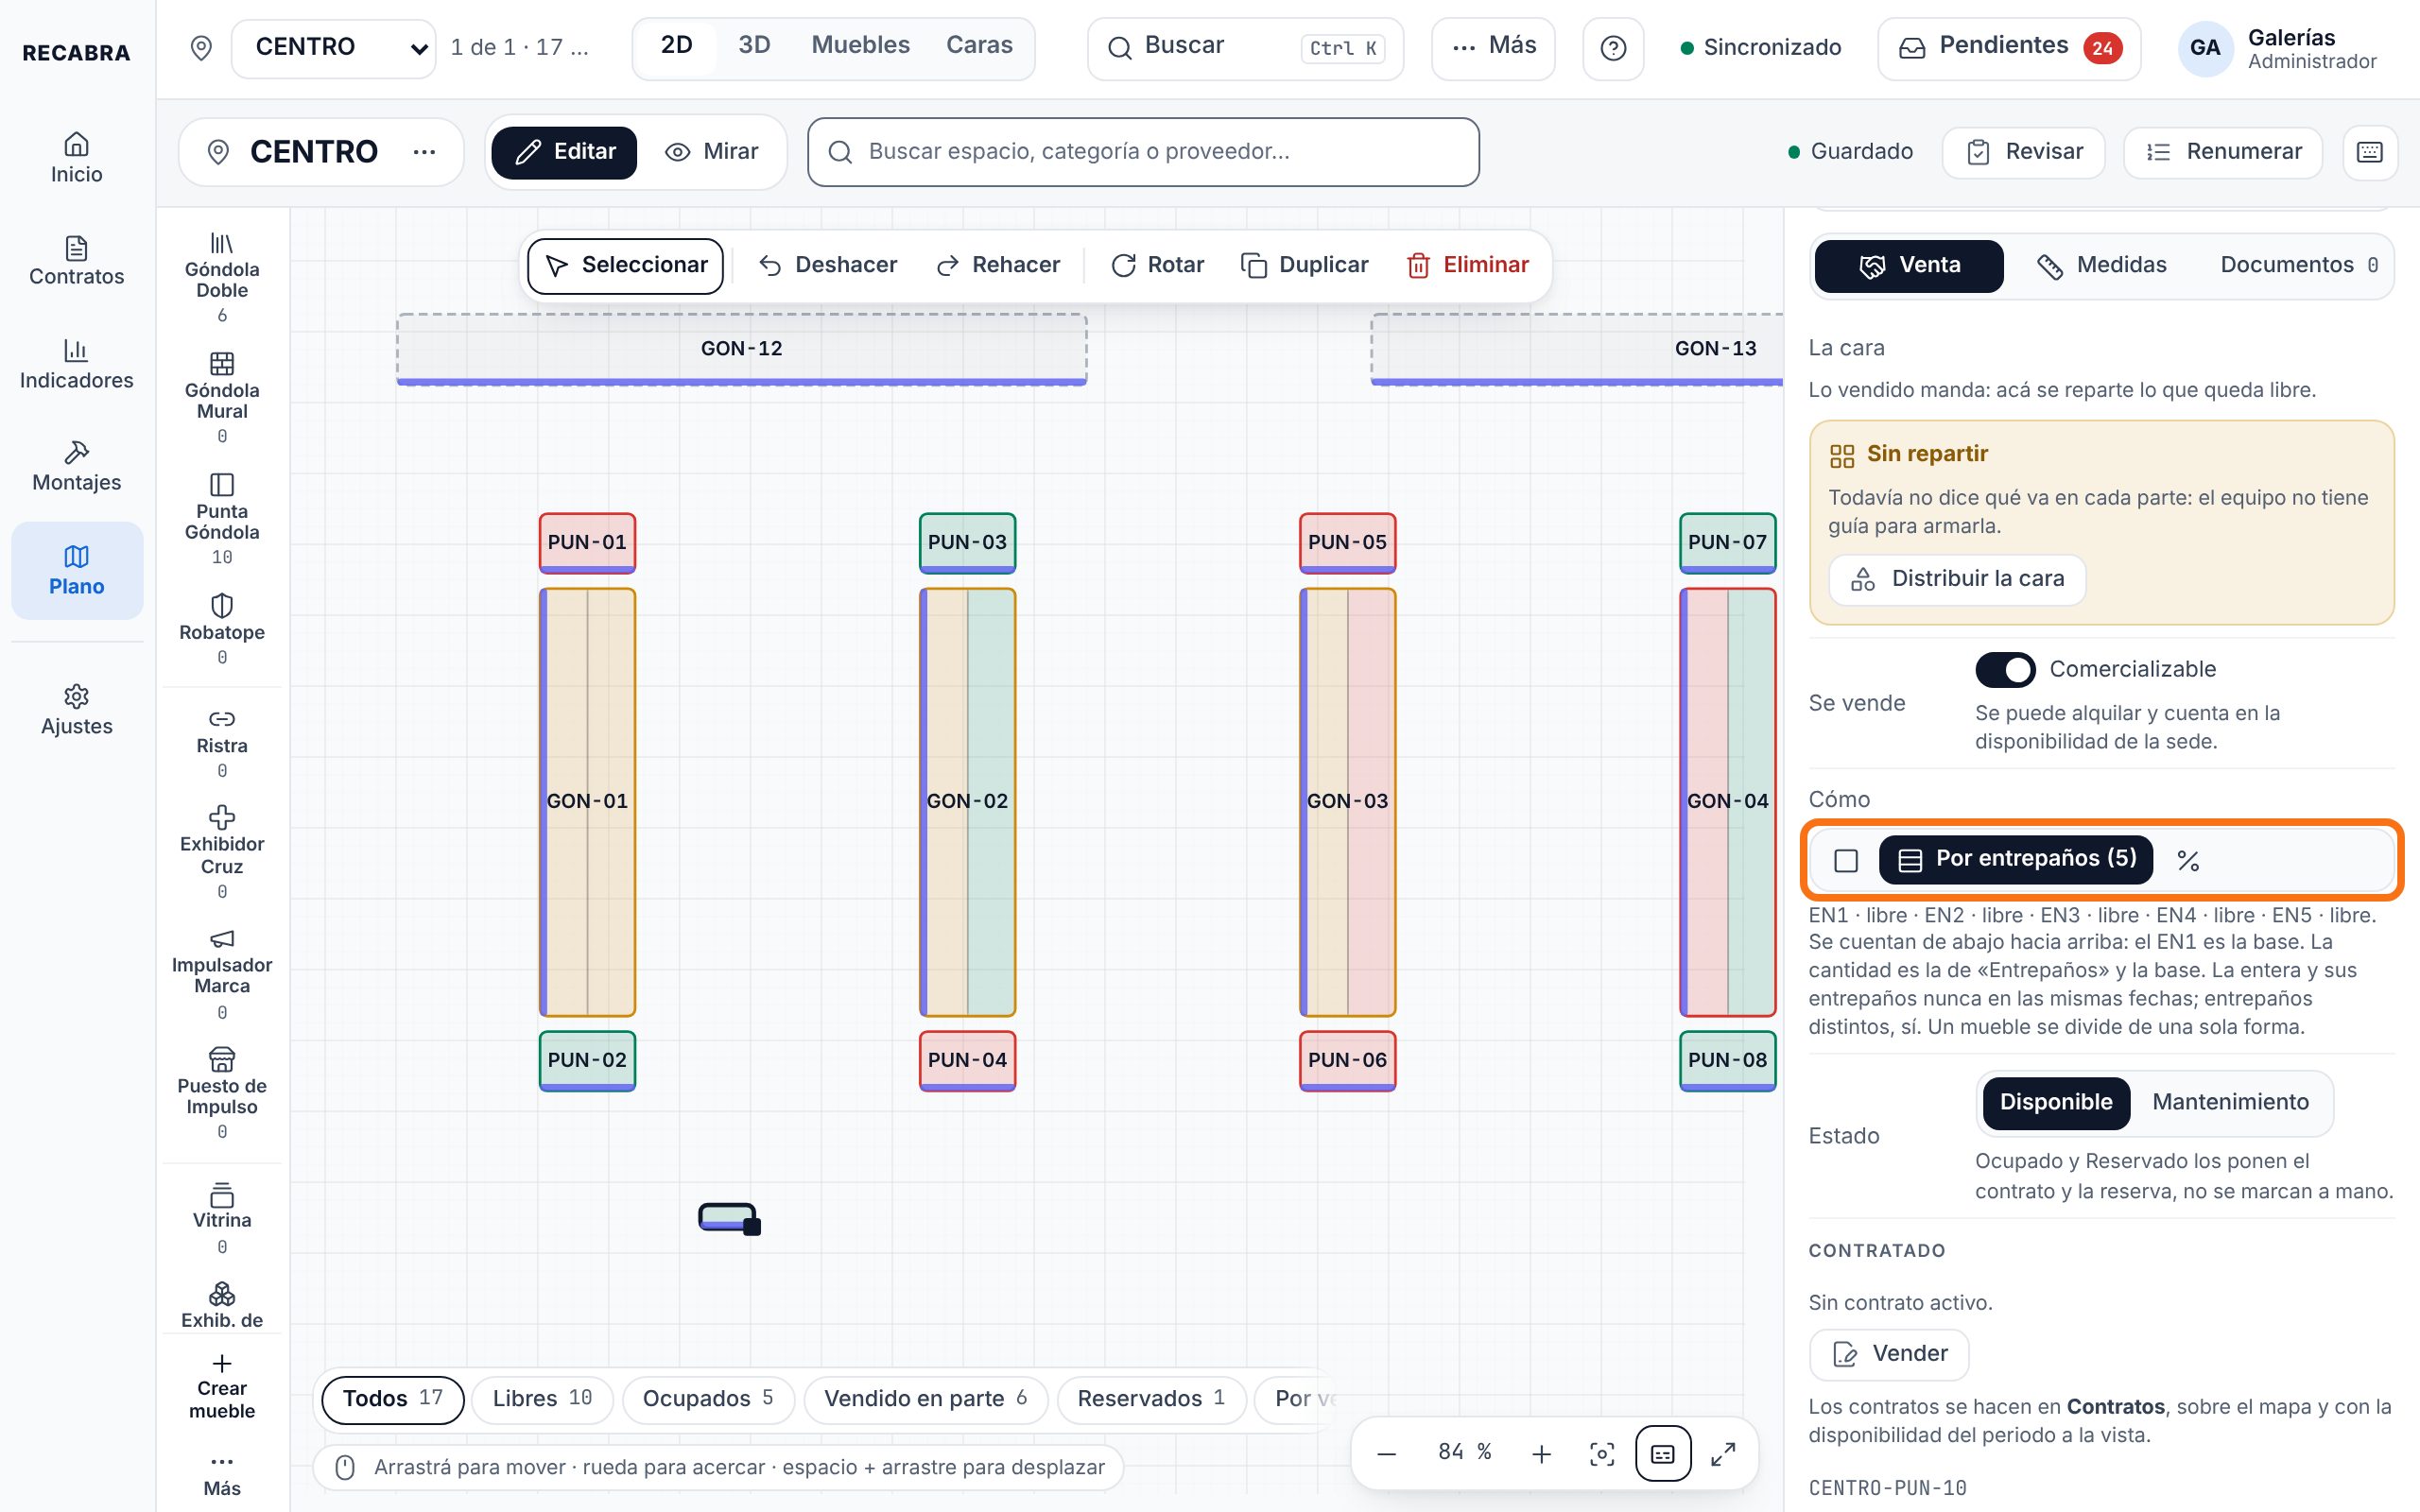 RECABRA
CENTRO
1 de 1 · 17 ...
2D
3D
Muebles
Caras
Buscar
Ctrl K
Más
Sincronizado
Pendientes
24
GA
Galerías
Administrador
Inicio
Contratos
Indicadores
Montajes
Plano
Ajustes
CENTRO
Editar
Mirar
Buscar espacio, categoría o proveedor...
Guardado
Revisar
Renumerar
Góndola
Doble
6
Góndola
Mural
0
Punta
Góndola
10
Robatope
0
Ristra
0
Exhibidor
Cruz
0
Impulsador
Marca
0
Puesto de
Impulso
0
Vitrina
0
Exhib. de
Crear
mueble
Más
Seleccionar
Deshacer
Rehacer
Rotar
Duplicar
Eliminar
GON-12
GON-13
PUN-01
PUN-03
PUN-05
PUN-07
GON-01
GON-02
GON-03
GON-04
PUN-02
PUN-04
PUN-06
PUN-08
Todos 17
Libres 10
Ocupados 5
Vendido en parte 6
Reservados 1
Por
Arrastrá para mover · rueda para acercar · espacio + arrastre para desplazar
84 %
Venta
Medidas
Documentos 0
La cara
Lo vendido manda: acá se reparte lo que queda libre.
Sin repartir
Todavía no dice qué va en cada parte: el equipo no tiene
guía para armarla.
Distribuir la cara
Se vende
Comercializable
Se puede alquilar y cuenta en la
disponibilidad de la sede.
Cómo
Por entrepaños (5)
%
EN1 · libre · EN2 · libre · EN3 · libre · EN4 · libre · EN5 · libre.
Se cuentan de abajo hacia arriba: el EN1 es la base. La
cantidad es la de «Entrepaños» y la base. La entera y sus
entrepaños nunca en las mismas fechas; entrepaños
distintos, sí. Un mueble se divide de una sola forma.
Estado
Disponible
Mantenimiento
Ocupado y Reservado los ponen el
contrato y la reserva, no se marcan a mano.
CONTRATADO
Sin contrato activo.
Vender
Los contratos se hacen en Contratos, sobre el mapa y con la
disponibilidad del periodo a la vista.
CENTRO-PUN-10